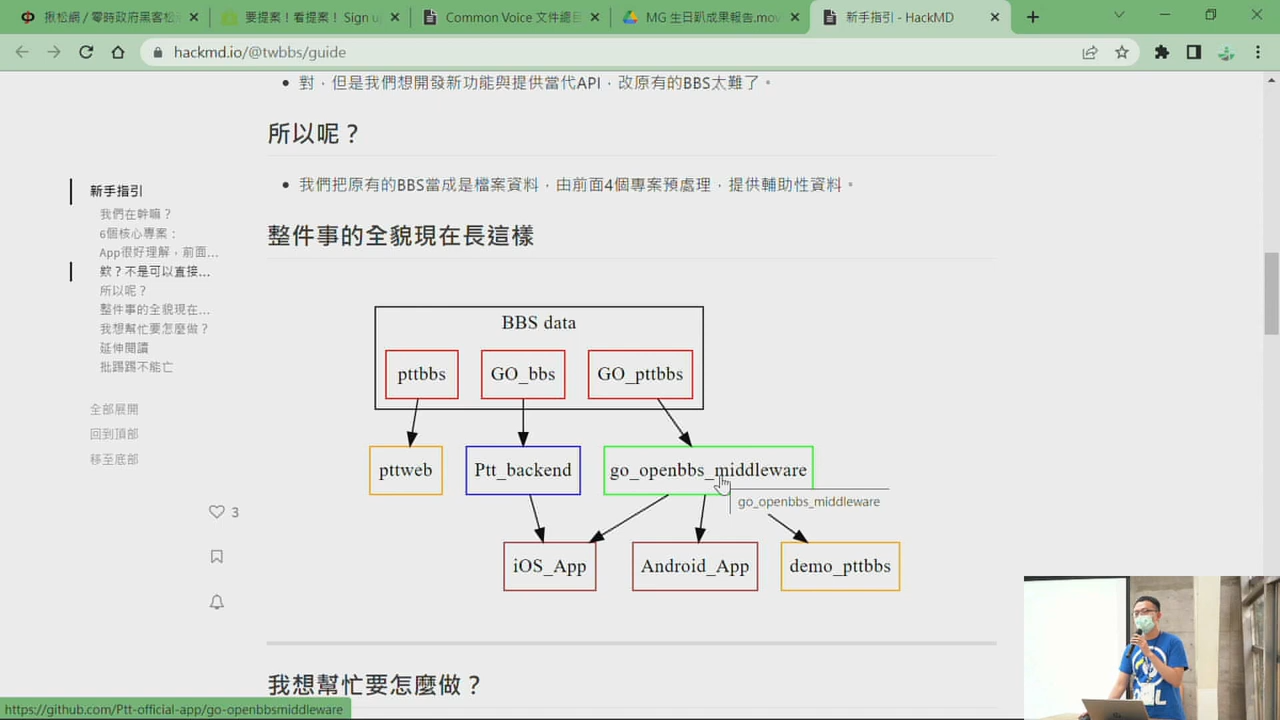 揪松網 / 零時政府黑客松
要提案！看提案！ Sign u
Common Voice 文件總
MG 生日趴成果報告.mov
新手指引 - HackMD
hackmd.io/@twbbs/guide
對，但是我們想開發新功能與提供當代API，改原有的BBS太難了。
所以呢？
我們把原有的BBS當成是檔案資料，由前面4個專案預處理，提供輔助性資料。
整件事的全貌現在長這樣
新手指引
我們在幹嘛？
6個核心專案：
App很好理解，前面...
欸？不是可以直接...
所以呢？
整件事的全貌現在在...
我想幫忙要怎麼做？
延伸閱讀
批踢踢不能亡
全部展開
回到頂部
移至底部
3
BBS data
pttbbs
GO_bbs
GO_pttbbs
pttweb
Ptt_backend
go_openbbs_middleware
go_openbbs_middleware
iOS_App
Android_App
demo_pttbbs
我想幫忙要怎麼做？
https://github.com/Ptt-official-app/go-openbbsmiddleware